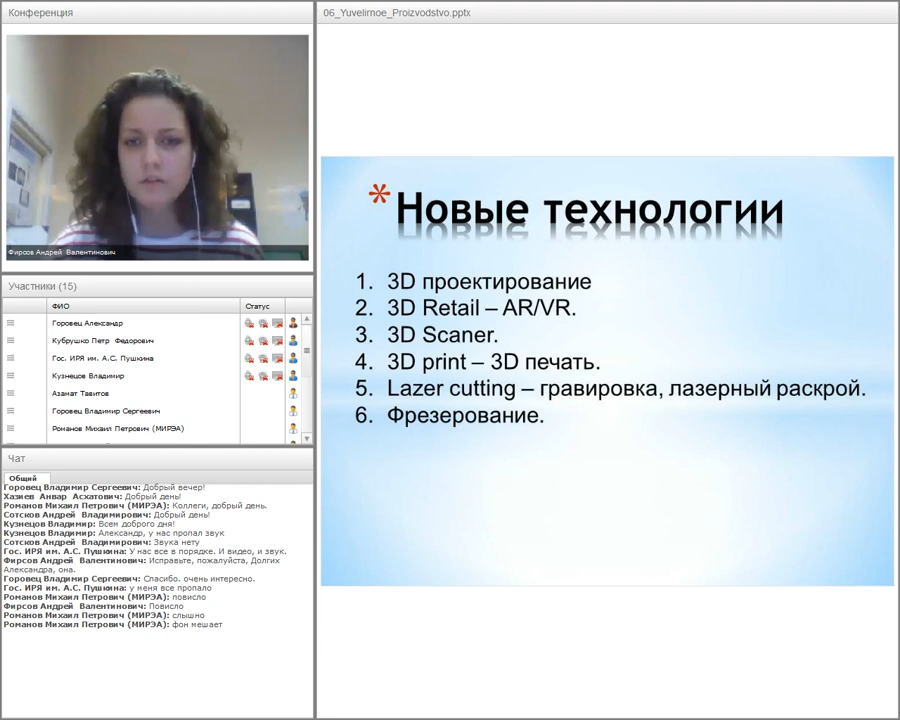 Конференция
Фирсов Андрей Валентинович
Участники (15)
ФИО Статус
Горовец Александр
Кубрушко Петр Федорович
Гос. ИРЯ им. А.С. Пушкина
Кузнецов Владимир
Азамат Тавитов
Горовец Владимир Сергеевич
Романов Михаил Петрович (МИРЭА)
Чат
Общий
Горовец Владимир Сергеевич: Добрый вечер!
Хазиев Анвар Асхатович: Добрый день!
Романов Михаил Петрович (МИРЭА): Коллеги, добрый день.
Сотсков Андрей Владимирович: Добрый день!
Кузнецов Владимир: Всем доброго дня!
Кузнецов Владимир: Александр, у нас пропал звук
Сотсков Андрей Владимирович: Звука нету
Гос. ИРЯ им. А.С. Пушкина: У нас все в порядке. И видео, и звук.
Фирсов Андрей Валентинович: Исправьте, пожалуйста, Долгих
Александра, она.
Горовец Владимир Сергеевич: Спасибо. очень интересно.
Гос. ИРЯ им. А.С. Пушкина: у меня все пропало
Романов Михаил Петрович (МИРЭА): повисло
Фирсов Андрей Валентинович: Повисло
Романов Михаил Петрович (МИРЭА): слышно
Романов Михаил Петрович (МИРЭА): фон мешает
06_Yuvelirnoe_Proizvodstvo.pptx
* Новые технологии
1. 3D проектирование
2. 3D Retail – AR/VR.
3. 3D Scaner.
4. 3D print – 3D печать.
5. Lazer cutting – гравировка, лазерный раскрой.
6. Фрезерование.